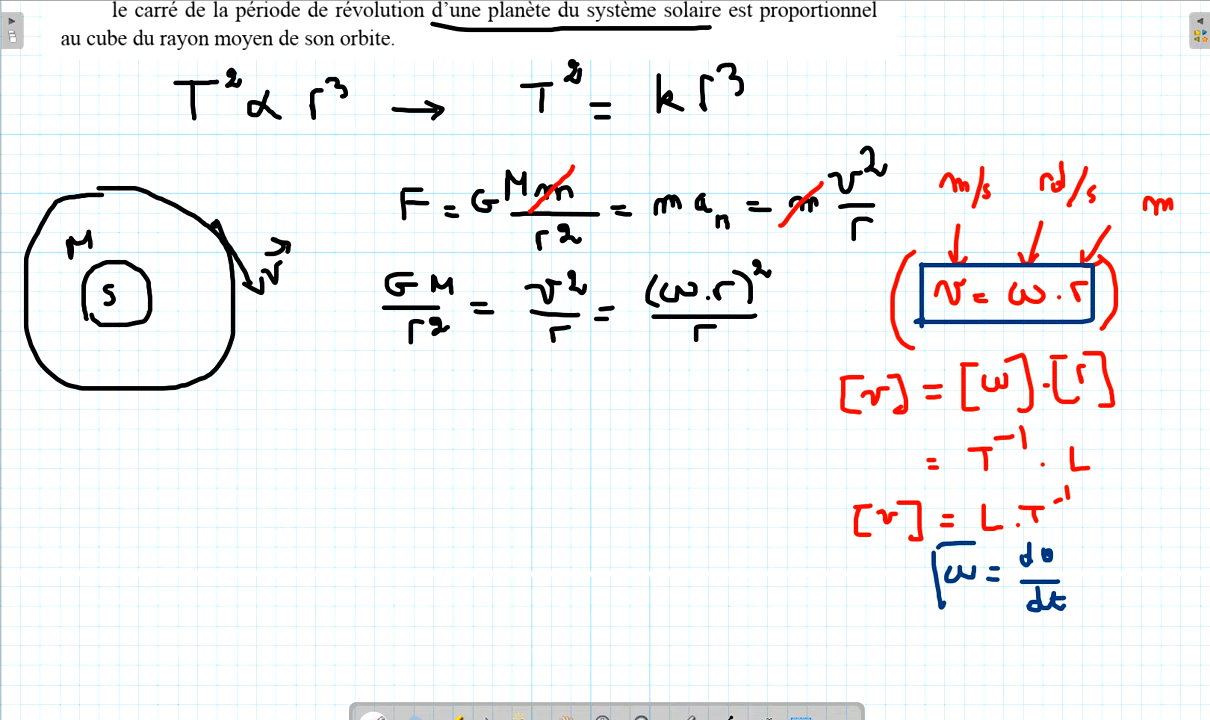 le carré de la période de révolution d'une planète du système solaire est proportionnel
au cube du rayon moyen de son orbite.
T² ∝ r³ → T² = k r³
F = G Mm/r² = m aₙ = m v²/r
m/s rd/s m
M
S
v⃗
GM/r² = v²/r = (ω.r)²/r
(v = ω.r)
[v] = [ω].[r]
= T⁻¹ . L
[v] = L.T⁻¹
ω = dθ/dt